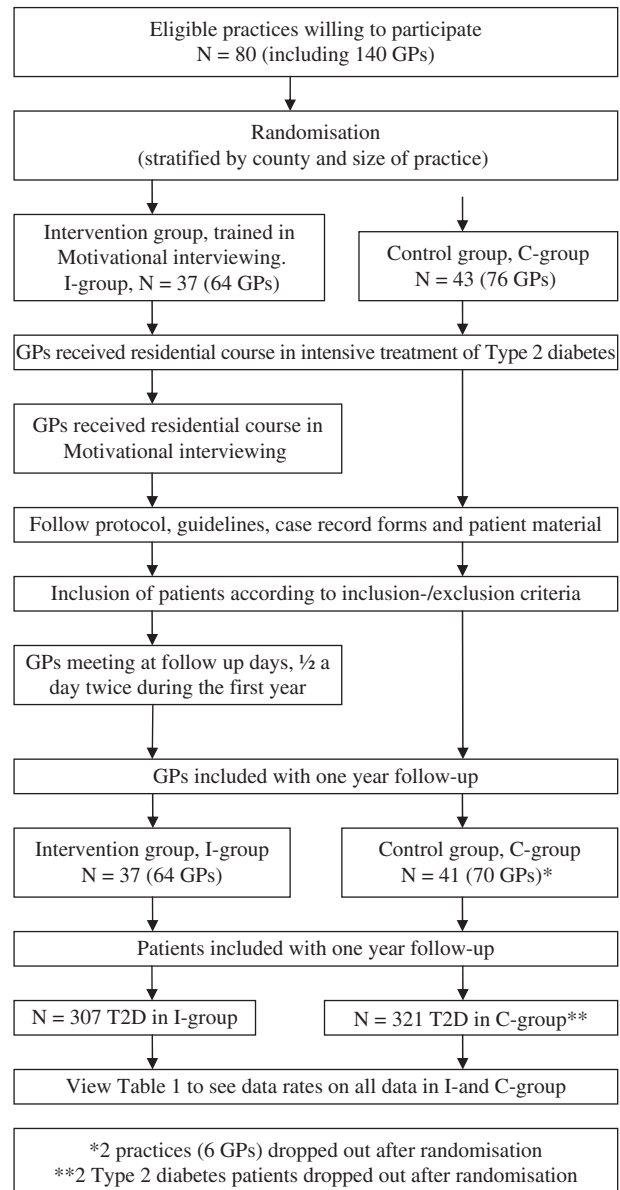 Eligible practices willing to participate
N = 80 (including 140 GPs)
Randomisation
(stratified by county and size of practice)
Intervention group, trained in
Motivational interviewing.
I-group, N = 37 (64 GPs)
Control group, C-group
N = 43 (76 GPs)
GPs received residential course in intensive treatment of Type 2 diabetes
GPs received residential course in
Motivational interviewing
Follow protocol, guidelines, case record forms and patient material
Inclusion of patients according to inclusion-/exclusion criteria
GPs meeting at follow up days, ½ a
day twice during the first year
GPs included with one year follow-up
Intervention group, I-group
N = 37 (64 GPs)
Control group, C-group
N = 41 (70 GPs)*
Patients included with one year follow-up
N = 307 T2D in I-group
N = 321 T2D in C-group**
View Table 1 to see data rates on all data in I-and C-group
*2 practices (6 GPs) dropped out after randomisation
**2 Type 2 diabetes patients dropped out after randomisation